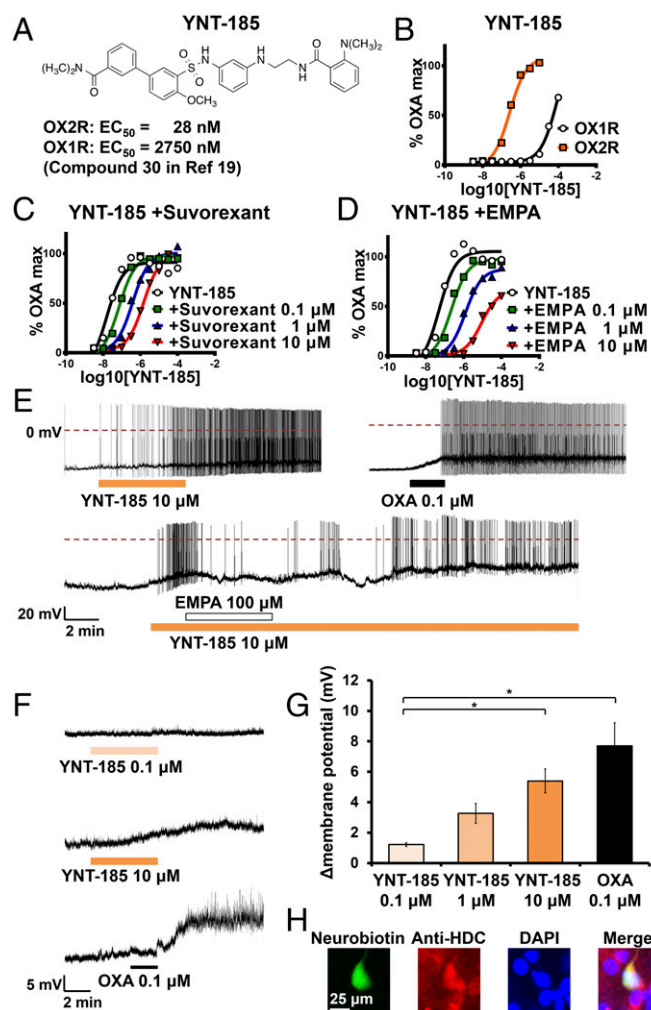 A
YNT-185
(H₃C)₂N
O
OCH₃
O
S
O
H
N
H
N
N
H
O
N(CH₃)₂
OX2R: EC50 = 28 nM
OX1R: EC50 = 2750 nM
(Compound 30 in Ref 19)
B
YNT-185
% OXA max
100
50
0
OX1R
OX2R
-10 -8 -6 -4 -2
log10[YNT-185]
C
YNT-185 +Suvorexant
% OXA max
100
50
0
YNT-185
+Suvorexant 0.1 µM
+Suvorexant 1 µM
+Suvorexant 10 µM
-10 -8 -6 -4 -2
log10[YNT-185]
D
YNT-185 +EMPA
% OXA max
100
50
0
YNT-185
+EMPA 0.1 µM
+EMPA 1 µM
+EMPA 10 µM
-10 -8 -6 -4 -2
log10[YNT-185]
E
0 mV
YNT-185 10 µM
OXA 0.1 µM
EMPA 100 µM
20 mV
2 min
YNT-185 10 µM
F
YNT-185 0.1 µM
YNT-185 10 µM
5 mV
2 min
OXA 0.1 µM
G
Δmembrane potential (mV)
12
10
8
6
4
2
0
*
*
YNT-185 YNT-185 YNT-185 OXA
0.1 µM 1 µM 10 µM 0.1 µM
H
Neurobiotin Anti-HDC DAPI Merge
25 µm